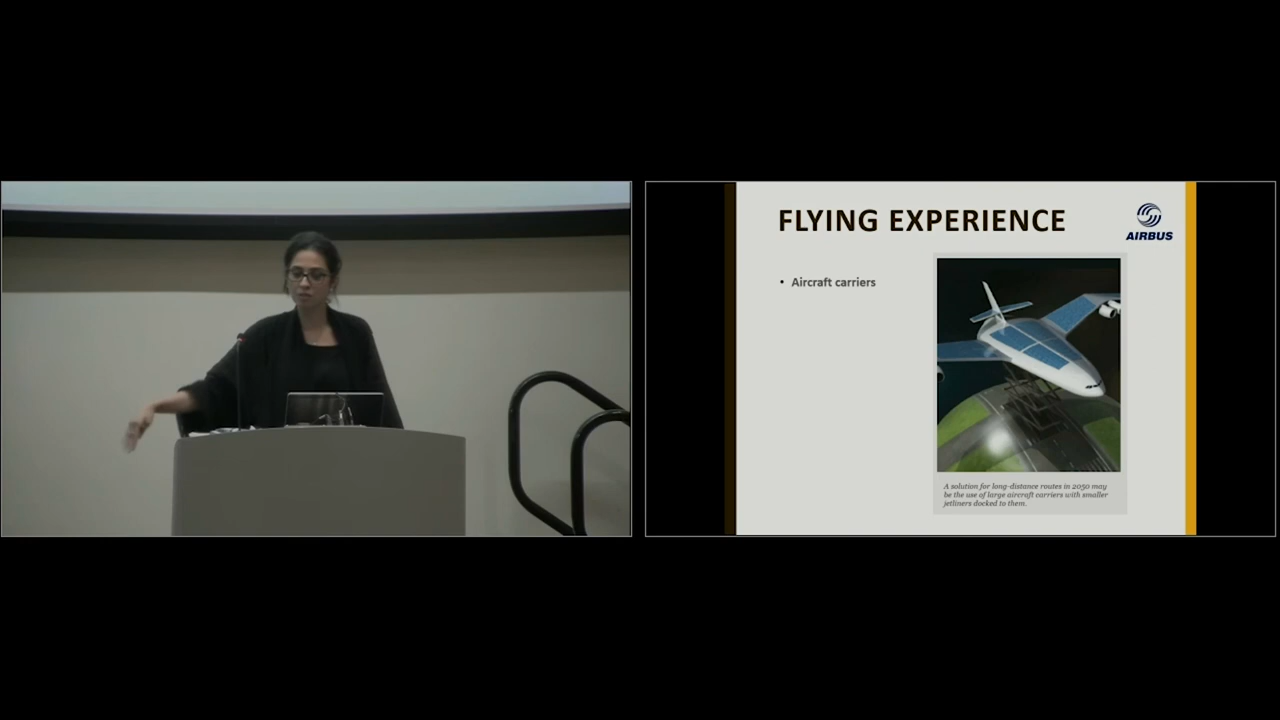 FLYING EXPERIENCE
AIRBUS
• Aircraft carriers
A solution for long-distance routes in 2050 may
be the use of large aircraft carriers with smaller
jetliners docked to them.